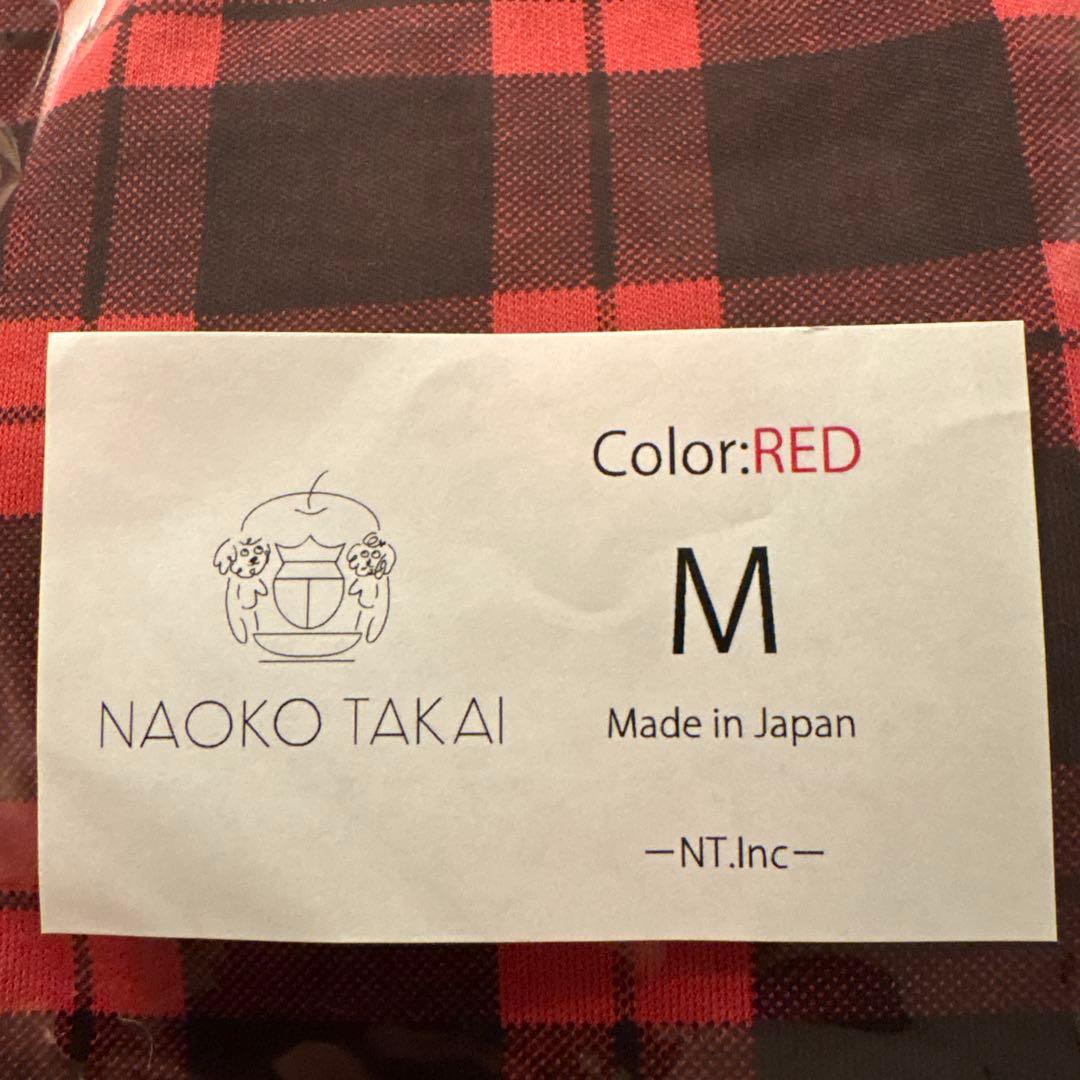 NAOKO TAKAI
Color:RED
M
Made in Japan
—NT.Inc—